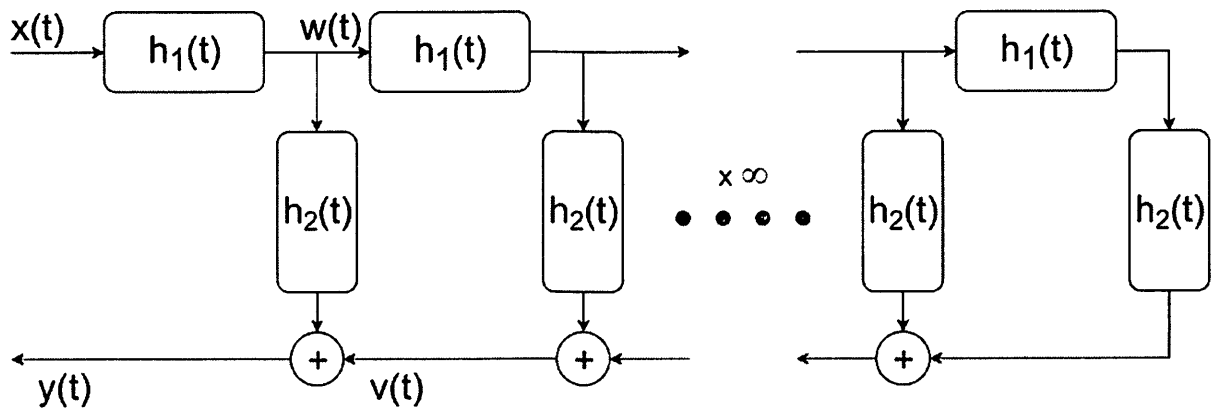 x(t) h₁(t) w(t) h₁(t) h₁(t)
x ∞
h₂(t) h₂(t) h₂(t) h₂(t)
+ + +
y(t) v(t)